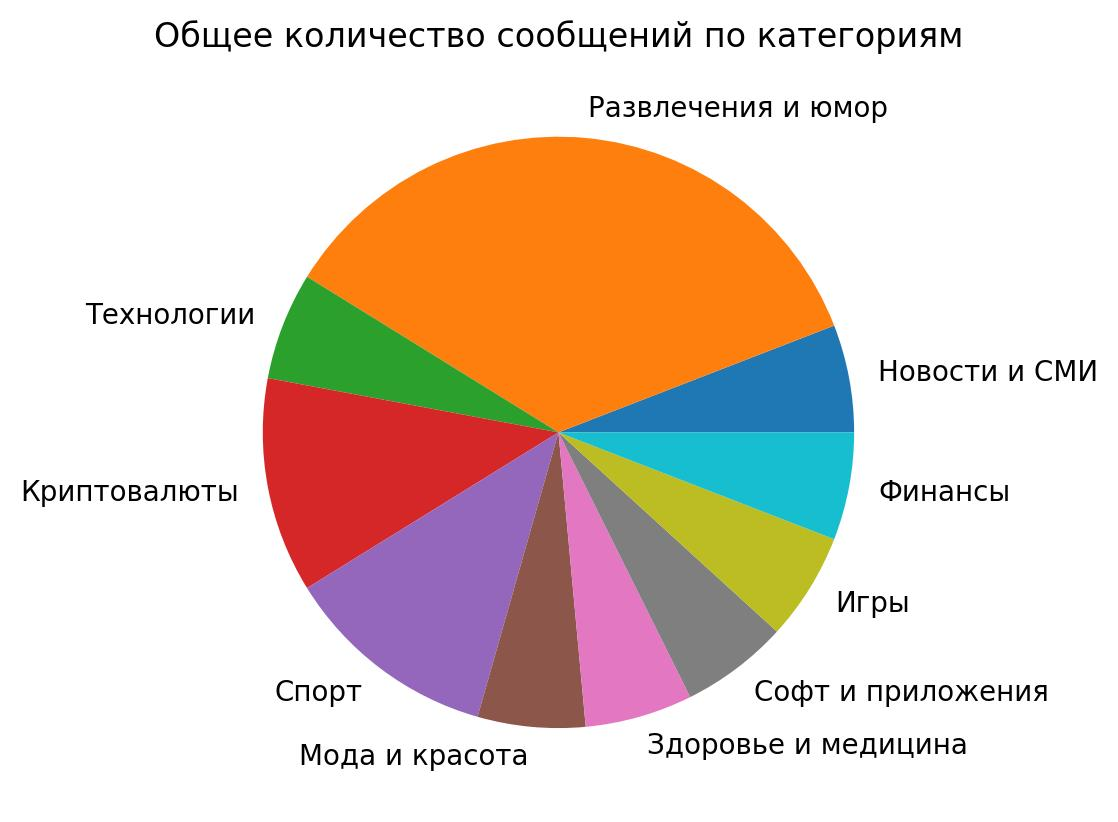 Общее количество сообщений по категориям
Развлечения и юмор
Технологии
Новости и СМИ
Криптовалюты
Финансы
Игры
Спорт
Софт и приложения
Мода и красота
Здоровье и медицина